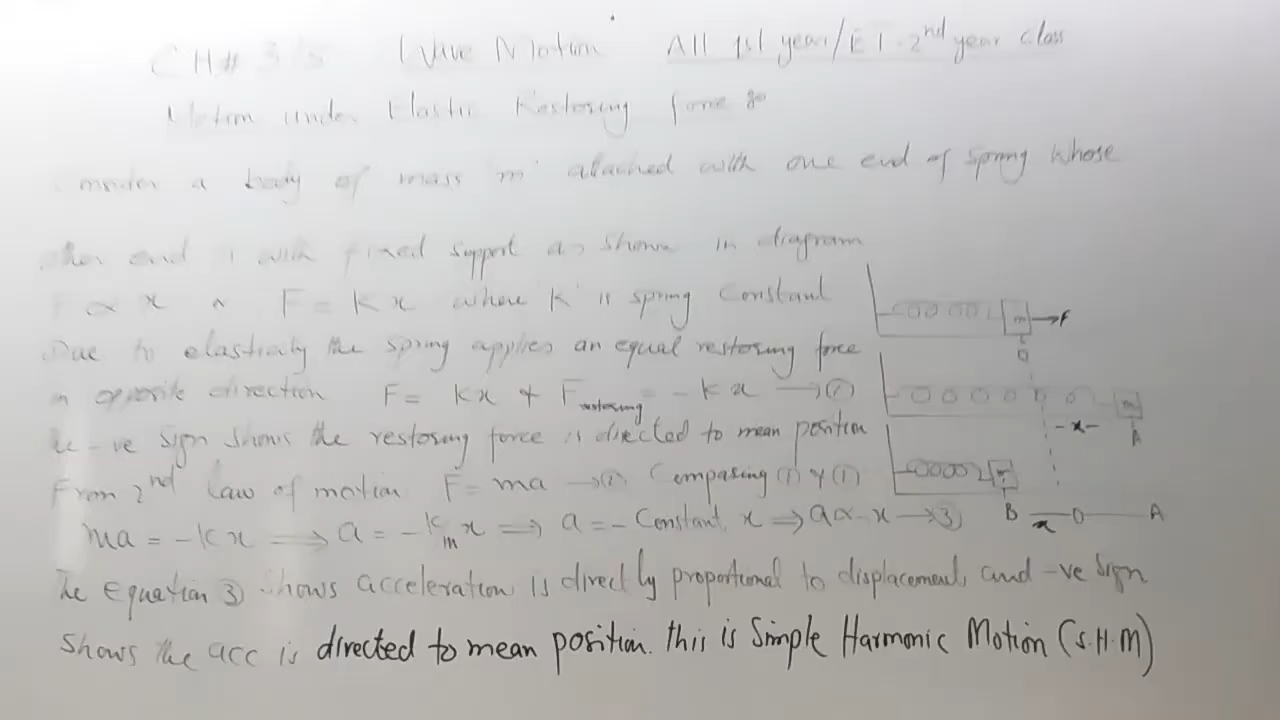 CH# 3/5 Wave Motion All 1st year/E1.2nd year class
Motion under Elastic Restoring force
Consider a body of mass m' attached with one end of spring whose
other end is with fixed support as shown in diagram
F ∝ x F = Kx where 'K' is spring constant
Due to elasticity the spring applies an equal restoring force
in opposite direction F = Kx & F restoring = - Kx → ①
-ve sign shows the restoring force is directed to mean position
From 2nd law of motion F = ma → ② Comparing
ma = -Kx ⟹ a = -K/m x ⟹ a = - Constant. x ⟹ a ∝ -x → 3)
The Equation 3) Shows acceleration is directly proportional to displacement, and -ve sign
Shows the acc is directed to mean position. this is Simple Harmonic Motion (S.H.M)
m → F
O
m
-x-
A
m
B x O A